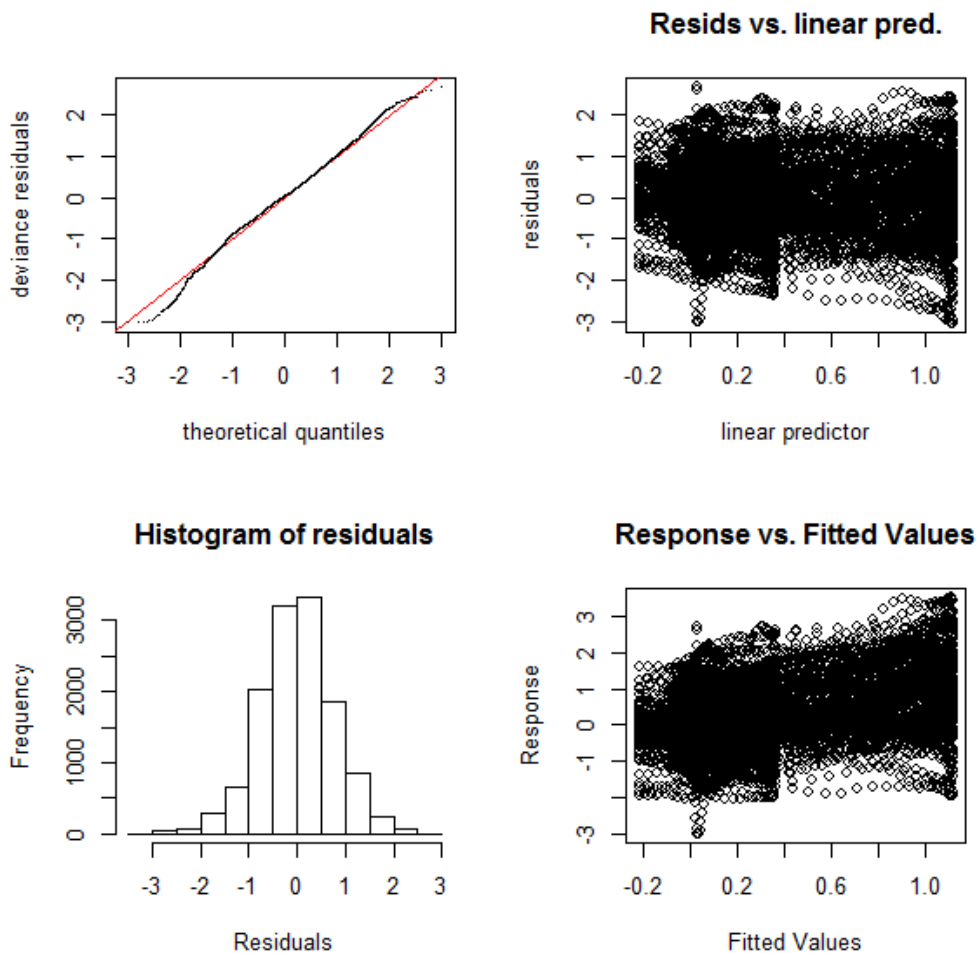 deviance residuals
2
1
0
-1
-2
-3
-3 -2 -1 0 1 2 3
theoretical quantiles
Resids vs. linear pred.
residuals
2
1
0
-1
-2
-3
-0.2 0.2 0.6 1.0
linear predictor
Histogram of residuals
Frequency
3000
2000
1000
0
-3 -2 -1 0 1 2 3
Residuals
Response vs. Fitted Values
Response
3
2
1
0
-1
-3
-0.2 0.2 0.6 1.0
Fitted Values